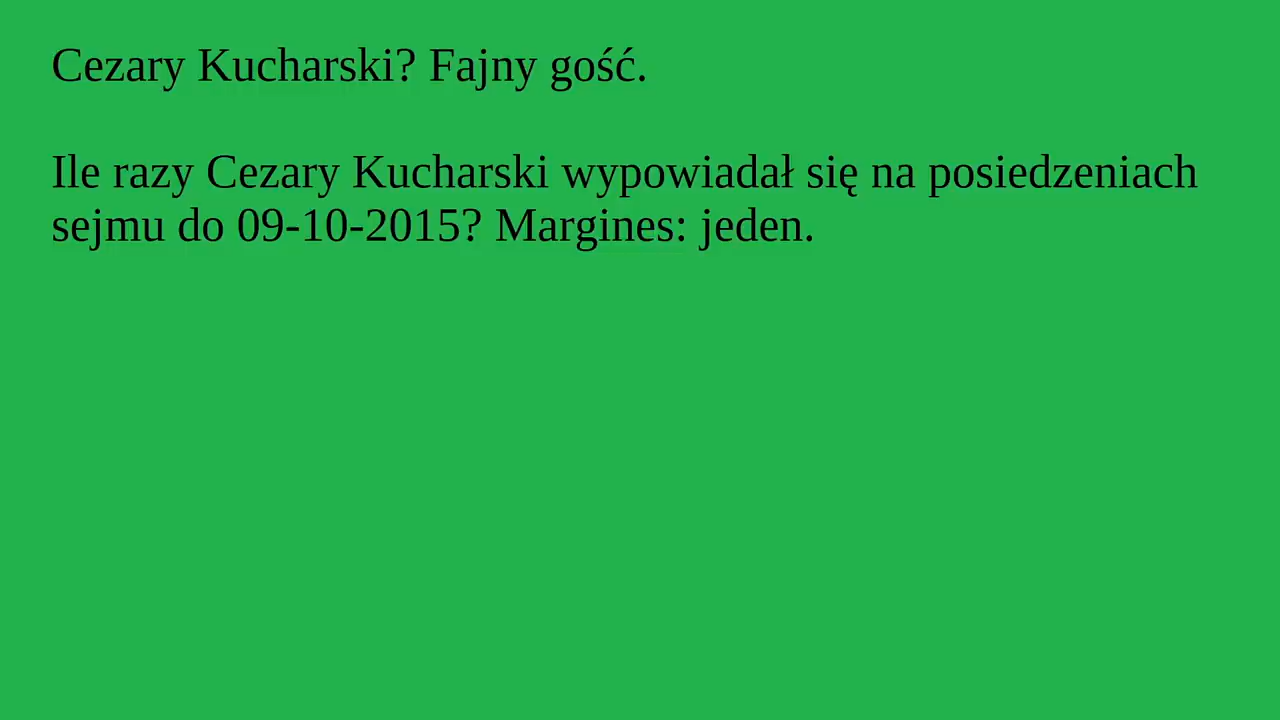 Cezary Kucharski? Fajny gość.
Ile razy Cezary Kucharski wypowiadał się na posiedzeniach
sejmu do 09-10-2015? Margines: jeden.